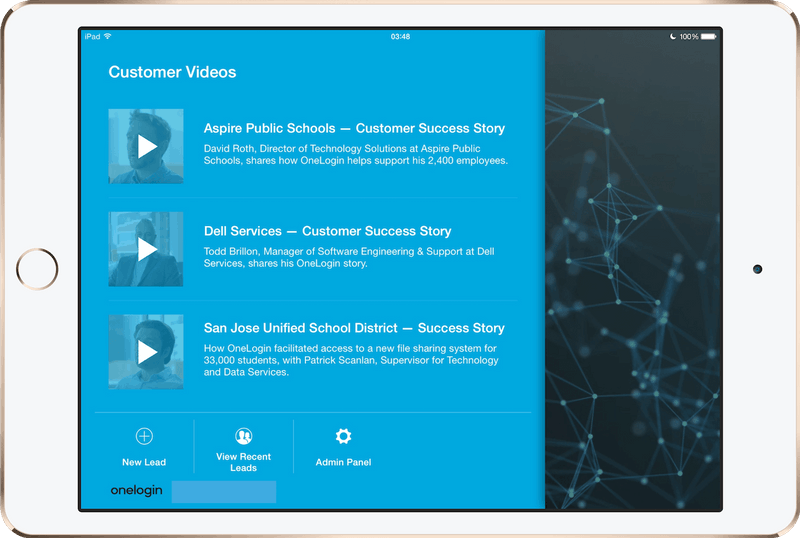 iPad 03:48 100%
Customer Videos
Aspire Public Schools — Customer Success Story
David Roth, Director of Technology Solutions at Aspire Public
Schools, shares how OneLogin helps support his 2,400 employees.
Dell Services — Customer Success Story
Todd Brillon, Manager of Software Engineering & Support at Dell
Services, shares his OneLogin story.
San Jose Unified School District — Success Story
How OneLogin facilitated access to a new file sharing system for
33,000 students, with Patrick Scanlan, Supervisor for Technology
and Data Services.
New Lead
View Recent
Leads
Admin Panel
onelogin